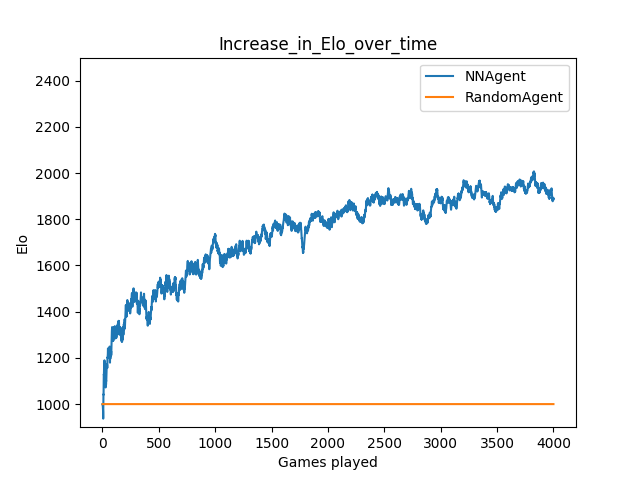 Increase_in_Elo_over_time
NNAgent
RandomAgent
2400
2200
2000
1800
1600
1400
1200
1000
Elo
0 500 1000 1500 2000 2500 3000 3500 4000
Games played